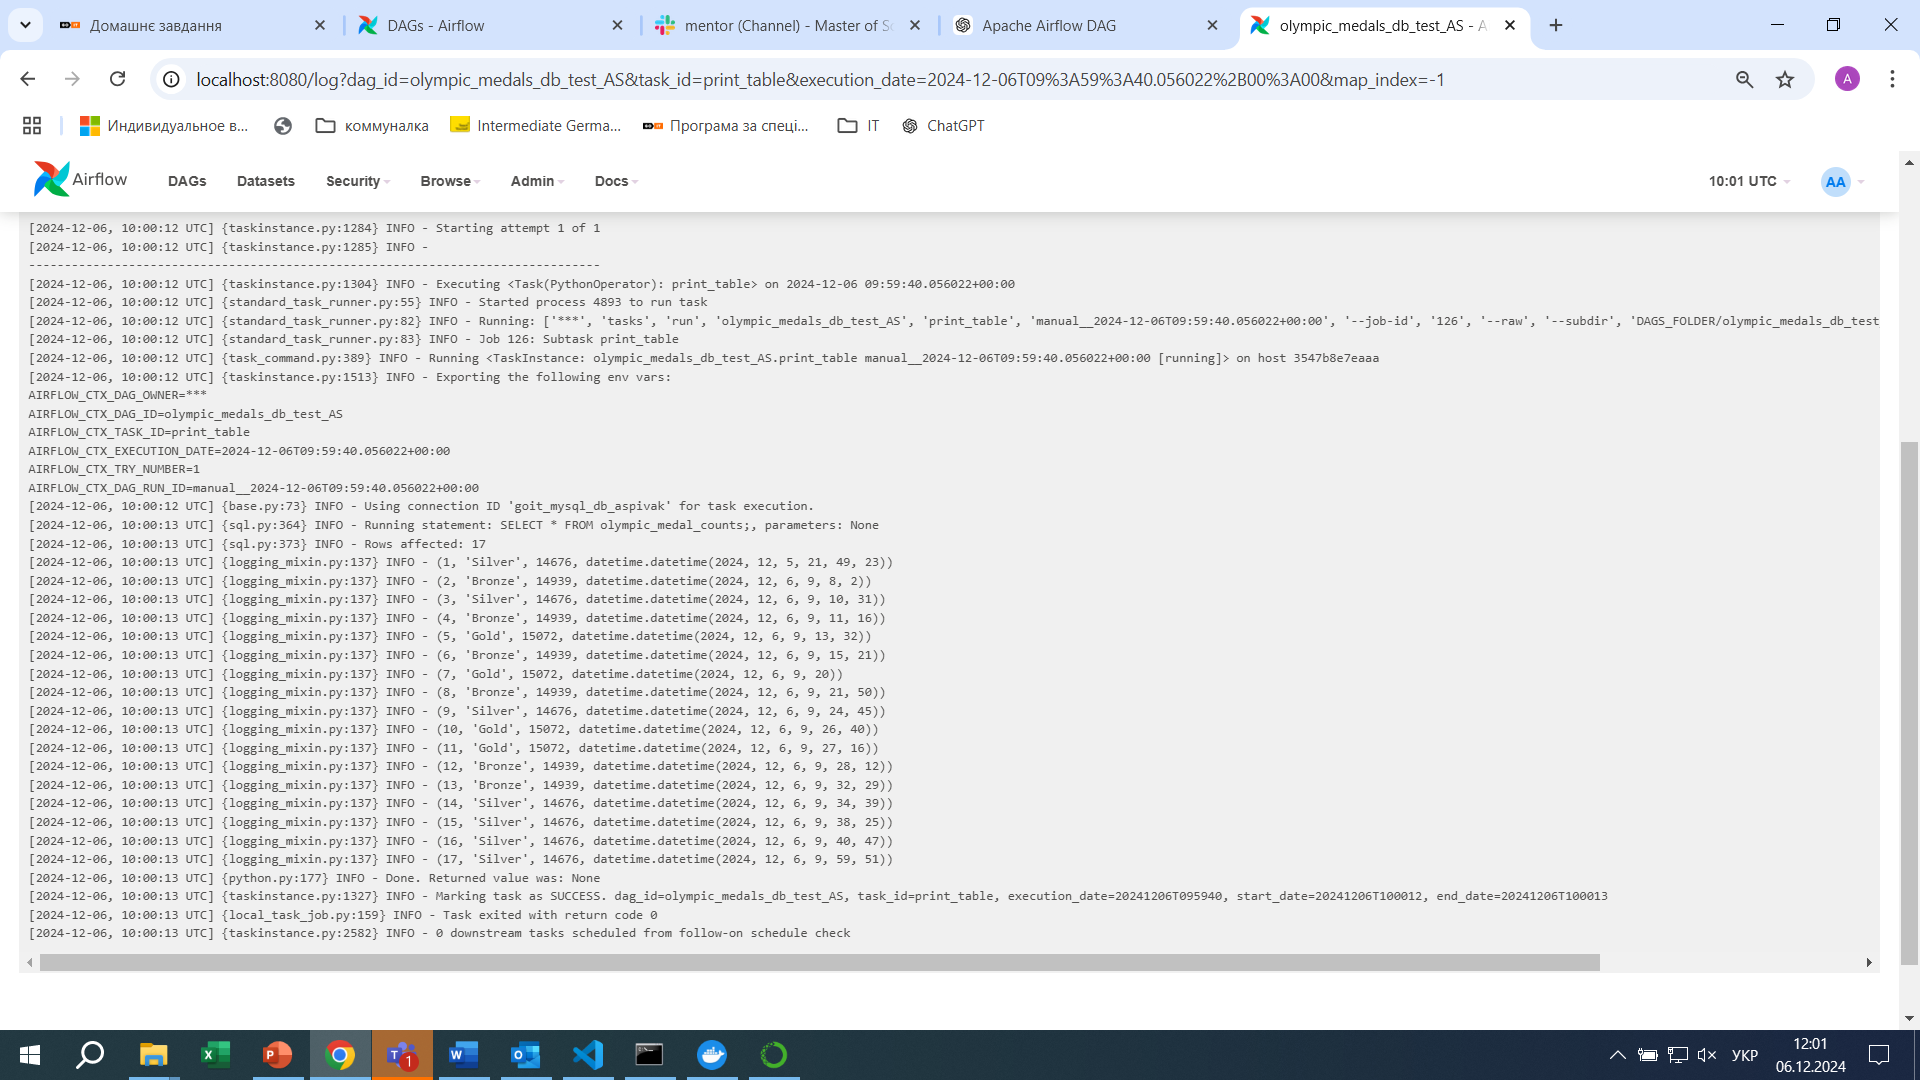 Домашнє завдання
DAGs - Airflow
mentor (Channel) - Master of Sc
Apache Airflow DAG
olympic_medals_db_test_AS - A
localhost:8080/log?dag_id=olympic_medals_db_test_AS&task_id=print_table&execution_date=2024-12-06T09%3A59%3A40.056022%2B00%3A00&map_index=-1
A
Индивидуальное в...
коммуналка
Intermediate Germa...
Програма за спеці...
IT
ChatGPT
Airflow
DAGs
Datasets
Security
Browse
Admin
Docs
10:01 UTC
AA
[2024-12-06, 10:00:12 UTC] {taskinstance.py:1284} INFO - Starting attempt 1 of 1
[2024-12-06, 10:00:12 UTC] {taskinstance.py:1285} INFO -
--------------------------------------------------------------------------------
[2024-12-06, 10:00:12 UTC] {taskinstance.py:1304} INFO - Executing <Task(PythonOperator): print_table> on 2024-12-06 09:59:40.056022+00:00
[2024-12-06, 10:00:12 UTC] {standard_task_runner.py:55} INFO - Started process 4893 to run task
[2024-12-06, 10:00:12 UTC] {standard_task_runner.py:82} INFO - Running: ['***', 'tasks', 'run', 'olympic_medals_db_test_AS', 'print_table', 'manual__2024-12-06T09:59:40.056022+00:00', '--job-id', '126', '--raw', '--subdir', 'DAGS_FOLDER/olympic_medals_db_test
[2024-12-06, 10:00:12 UTC] {standard_task_runner.py:83} INFO - Job 126: Subtask print_table
[2024-12-06, 10:00:12 UTC] {task_command.py:389} INFO - Running <TaskInstance: olympic_medals_db_test_AS.print_table manual__2024-12-06T09:59:40.056022+00:00 [running]> on host 3547b8e7eaaa
[2024-12-06, 10:00:12 UTC] {taskinstance.py:1513} INFO - Exporting the following env vars:
AIRFLOW_CTX_DAG_OWNER=***
AIRFLOW_CTX_DAG_ID=olympic_medals_db_test_AS
AIRFLOW_CTX_TASK_ID=print_table
AIRFLOW_CTX_EXECUTION_DATE=2024-12-06T09:59:40.056022+00:00
AIRFLOW_CTX_TRY_NUMBER=1
AIRFLOW_CTX_DAG_RUN_ID=manual__2024-12-06T09:59:40.056022+00:00
[2024-12-06, 10:00:12 UTC] {base.py:73} INFO - Using connection ID 'goit_mysql_db_aspivak' for task execution.
[2024-12-06, 10:00:13 UTC] {sql.py:364} INFO - Running statement: SELECT * FROM olympic_medal_counts;, parameters: None
[2024-12-06, 10:00:13 UTC] {sql.py:373} INFO - Rows affected: 17
[2024-12-06, 10:00:13 UTC] {logging_mixin.py:137} INFO - (1, 'Silver', 14676, datetime.datetime(2024, 12, 5, 21, 49, 23))
[2024-12-06, 10:00:13 UTC] {logging_mixin.py:137} INFO - (2, 'Bronze', 14939, datetime.datetime(2024, 12, 6, 9, 8, 2))
[2024-12-06, 10:00:13 UTC] {logging_mixin.py:137} INFO - (3, 'Silver', 14676, datetime.datetime(2024, 12, 6, 9, 10, 31))
[2024-12-06, 10:00:13 UTC] {logging_mixin.py:137} INFO - (4, 'Bronze', 14939, datetime.datetime(2024, 12, 6, 9, 11, 16))
[2024-12-06, 10:00:13 UTC] {logging_mixin.py:137} INFO - (5, 'Gold', 15072, datetime.datetime(2024, 12, 6, 9, 13, 32))
[2024-12-06, 10:00:13 UTC] {logging_mixin.py:137} INFO - (6, 'Bronze', 14939, datetime.datetime(2024, 12, 6, 9, 15, 21))
[2024-12-06, 10:00:13 UTC] {logging_mixin.py:137} INFO - (7, 'Gold', 15072, datetime.datetime(2024, 12, 6, 9, 20))
[2024-12-06, 10:00:13 UTC] {logging_mixin.py:137} INFO - (8, 'Bronze', 14939, datetime.datetime(2024, 12, 6, 9, 21, 50))
[2024-12-06, 10:00:13 UTC] {logging_mixin.py:137} INFO - (9, 'Silver', 14676, datetime.datetime(2024, 12, 6, 9, 24, 45))
[2024-12-06, 10:00:13 UTC] {logging_mixin.py:137} INFO - (10, 'Gold', 15072, datetime.datetime(2024, 12, 6, 9, 26, 40))
[2024-12-06, 10:00:13 UTC] {logging_mixin.py:137} INFO - (11, 'Gold', 15072, datetime.datetime(2024, 12, 6, 9, 27, 16))
[2024-12-06, 10:00:13 UTC] {logging_mixin.py:137} INFO - (12, 'Bronze', 14939, datetime.datetime(2024, 12, 6, 9, 28, 12))
[2024-12-06, 10:00:13 UTC] {logging_mixin.py:137} INFO - (13, 'Bronze', 14939, datetime.datetime(2024, 12, 6, 9, 32, 29))
[2024-12-06, 10:00:13 UTC] {logging_mixin.py:137} INFO - (14, 'Silver', 14676, datetime.datetime(2024, 12, 6, 9, 34, 39))
[2024-12-06, 10:00:13 UTC] {logging_mixin.py:137} INFO - (15, 'Silver', 14676, datetime.datetime(2024, 12, 6, 9, 38, 25))
[2024-12-06, 10:00:13 UTC] {logging_mixin.py:137} INFO - (16, 'Silver', 14676, datetime.datetime(2024, 12, 6, 9, 40, 47))
[2024-12-06, 10:00:13 UTC] {logging_mixin.py:137} INFO - (17, 'Silver', 14676, datetime.datetime(2024, 12, 6, 9, 59, 51))
[2024-12-06, 10:00:13 UTC] {python.py:177} INFO - Done. Returned value was: None
[2024-12-06, 10:00:13 UTC] {taskinstance.py:1327} INFO - Marking task as SUCCESS. dag_id=olympic_medals_db_test_AS, task_id=print_table, execution_date=20241206T095940, start_date=20241206T100012, end_date=20241206T100013
[2024-12-06, 10:00:13 UTC] {local_task_job.py:159} INFO - Task exited with return code 0
[2024-12-06, 10:00:13 UTC] {taskinstance.py:2582} INFO - 0 downstream tasks scheduled from follow-on schedule check
1
УКР
12:01
06.12.2024